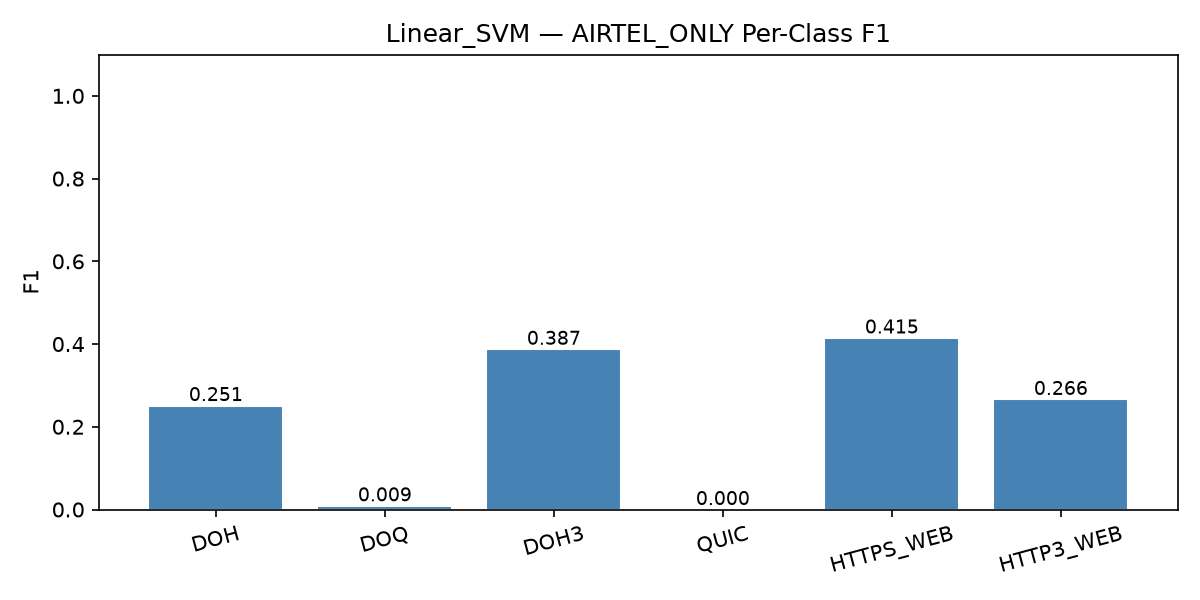 Linear_SVM — AIRTEL_ONLY Per-Class F1
F1
1.0
0.8
0.6
0.4
0.2
0.0
0.251
0.009
0.387
0.000
0.415
0.266
DOH
DOQ
DOH3
QUIC
HTTPS_WEB
HTTP3_WEB